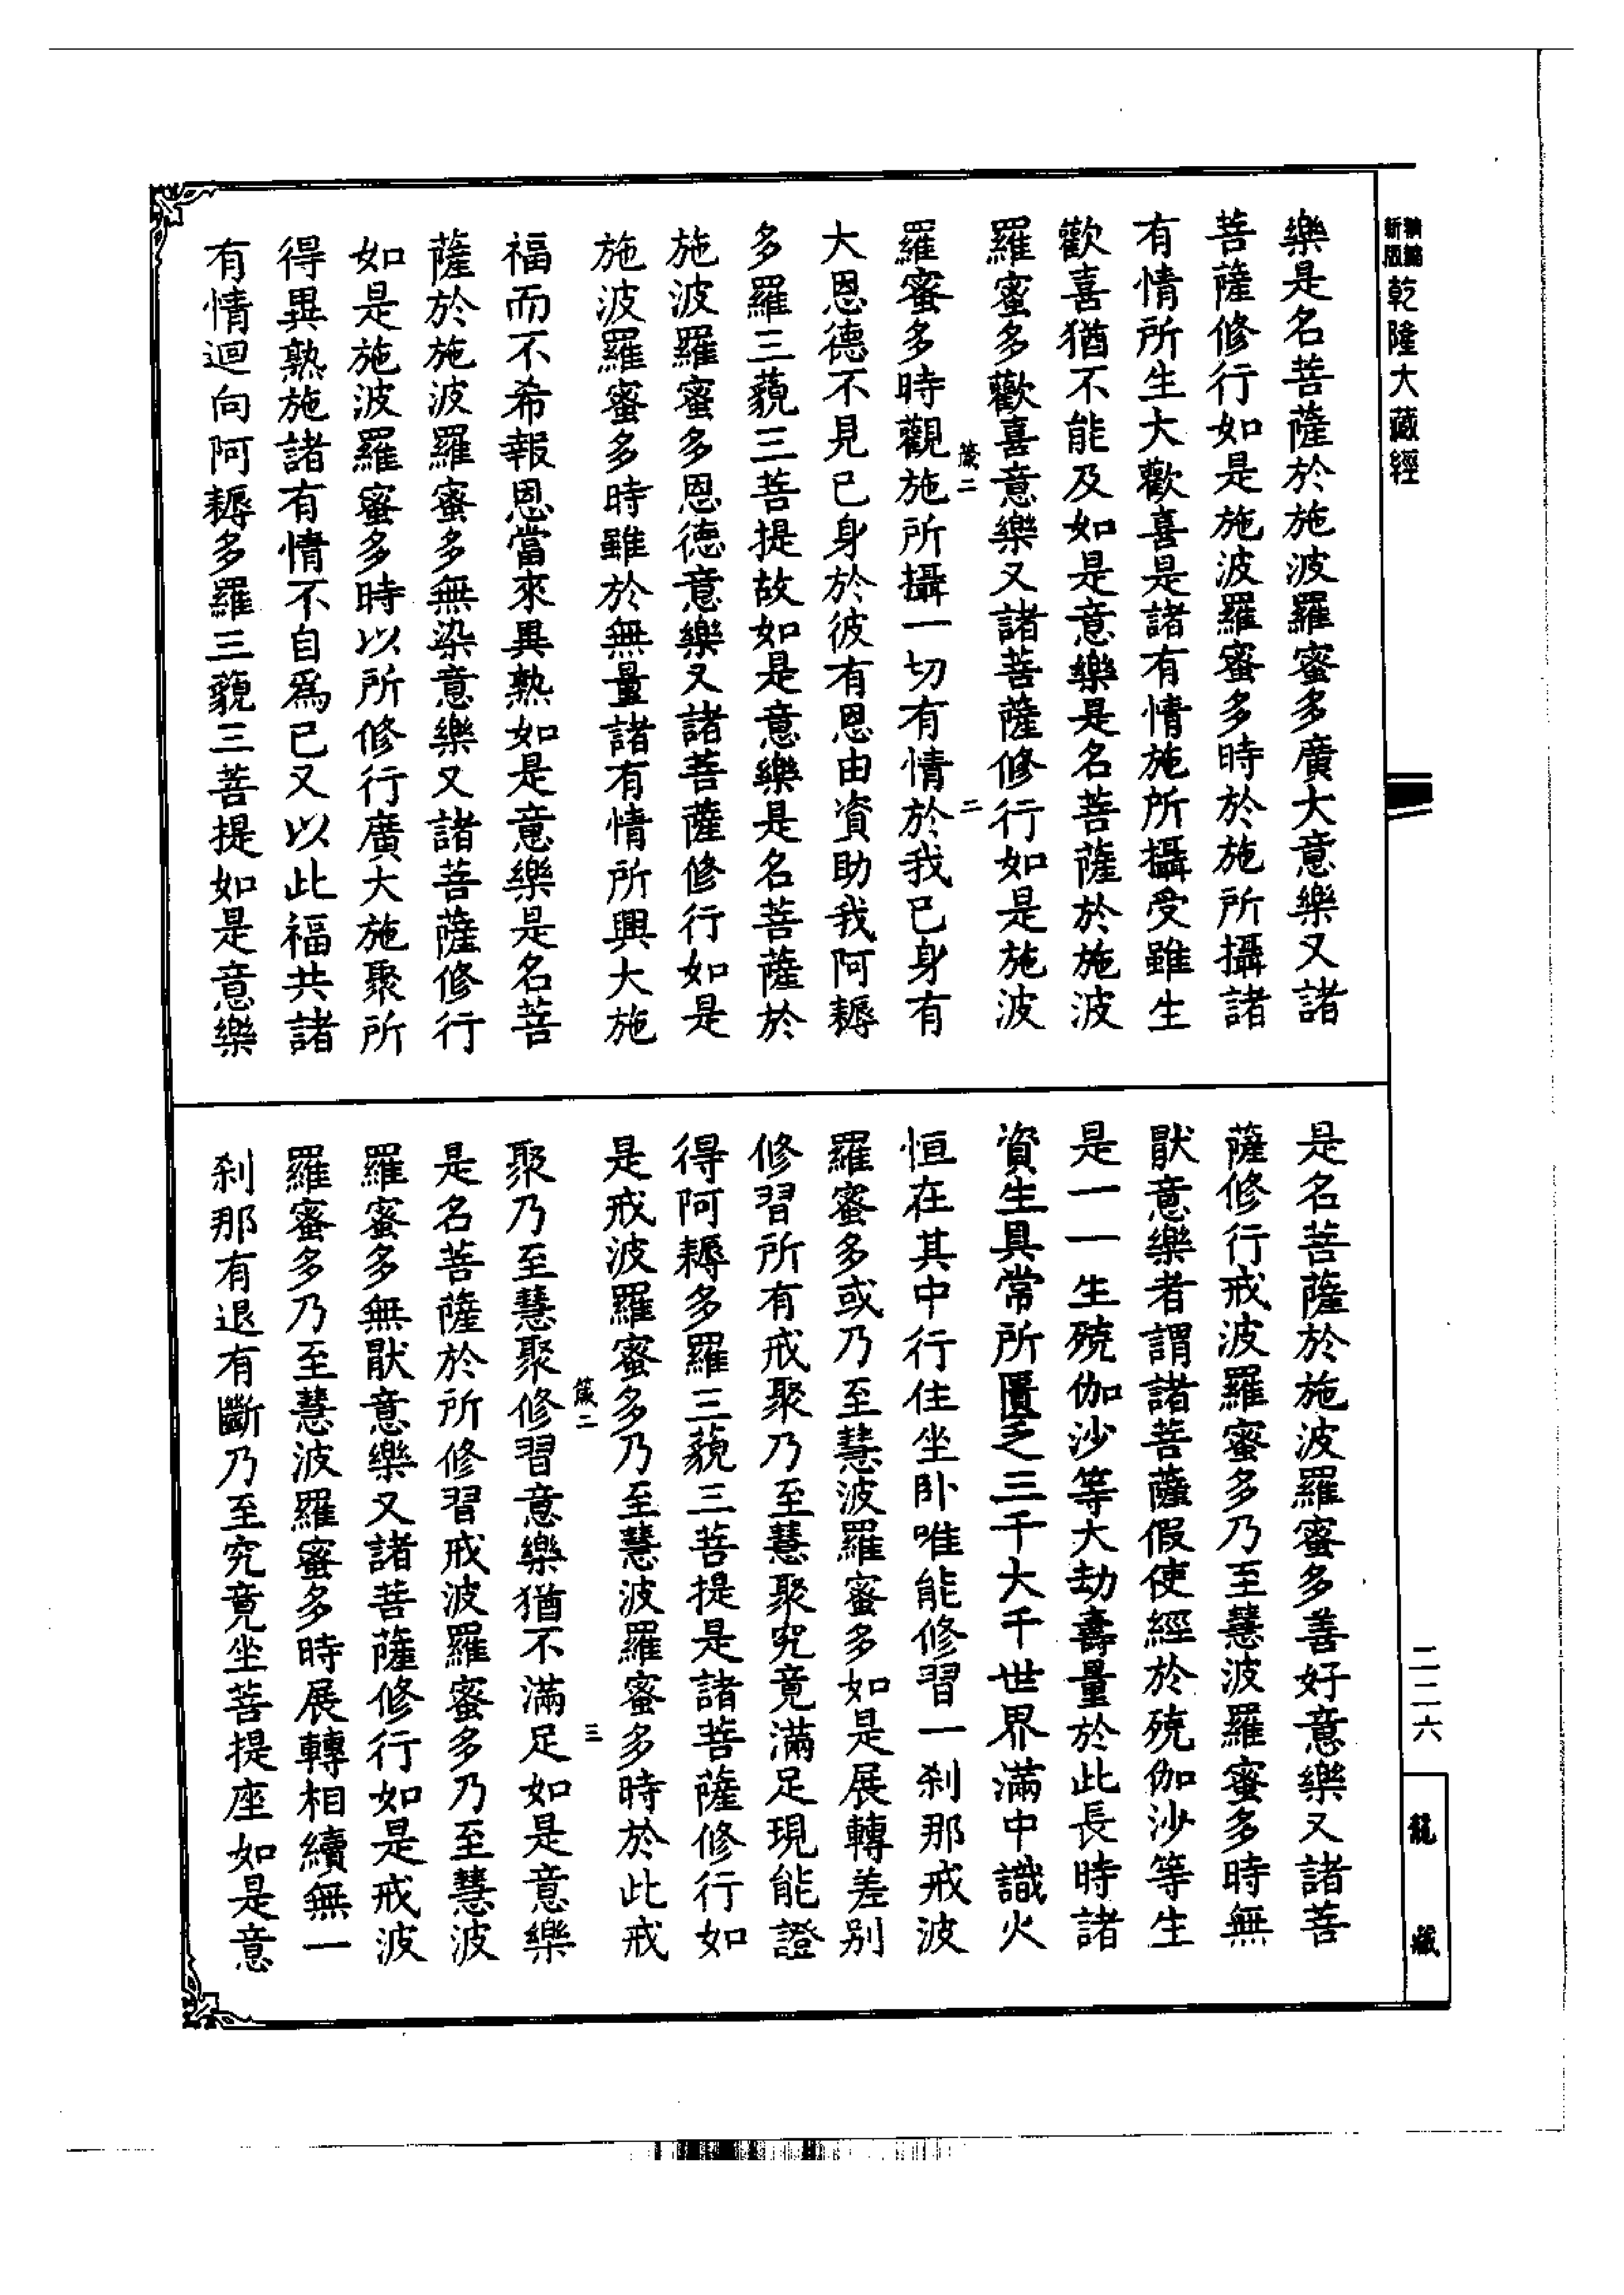 新編
新版
乾隆大藏經
樂是名菩薩於施波羅蜜多廣大意樂又諸
菩薩修行如是施波羅蜜多時於施所攝諸
有情所生大歡喜是諸有情施所攝受雖生
歡喜猶不能及如是意樂是名菩薩於施波
羅蜜多歡喜意樂又諸菩薩修行如是施波
箴二
二
羅蜜多時觀施所攝一切有情於我已身有
大恩德不見已身於彼有恩由資助我阿耨
多羅三藐三菩提故如是意樂是名菩薩於
施波羅蜜多恩德意樂又諸菩薩修行如是
施波羅蜜多時雖於無量諸有情所興大施
福而不希報恩當來異熟如是意樂是名菩
薩於施波羅蜜多無染意樂又諸菩薩修行
如是施波羅蜜多時以所修行廣大施聚所
得異熟施諸有情不自爲已又以此福共諸
有情迴向阿耨多羅三藐三菩提如是意樂
是名菩薩於施波羅蜜多善好意樂又諸菩
薩修行戒波羅蜜多乃至慧波羅蜜多時無
猒意樂者謂諸菩薩假使經於殑伽沙等生
是一一生殑伽沙等大劫壽量於此長時諸
資生具常所匱乏三千大千世界滿中熾火
恒在其中行住坐卧唯能修習一刹那戒波
羅蜜多或乃至慧波羅蜜多如是展轉差别
修習所有戒聚乃至慧聚究竟滿足現能證
得阿耨多羅三藐三菩提是諸菩薩修行如
是戒波羅蜜多乃至慧波羅蜜多時於此戒
箴二
三
聚乃至慧聚修習意樂猶不滿足如是意樂
是名菩薩於所修習戒波羅蜜多乃至慧波
羅蜜多無猒意樂又諸菩薩修行如是戒波
羅蜜多乃至慧波羅蜜多時展轉相續無一
刹那有退有斷乃至究竟坐菩提座如是意
二二六
龍藏